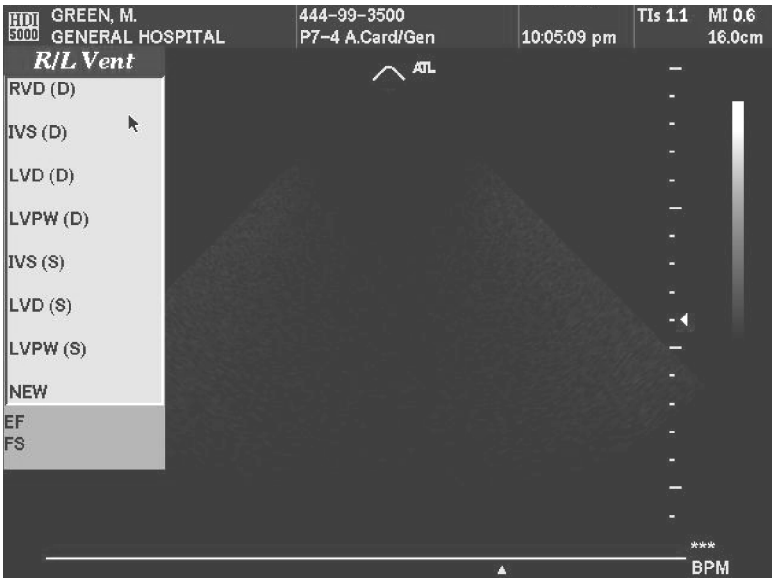 HDI 5000
GREEN, M.
GENERAL HOSPITAL
444-99-3500
P7-4 A.Card/Gen
10:05:09 pm
TIs 1.1 MI 0.6
16.0cm
R/L Vent
ATL
RVD (D)
IVS (D)
LVD (D)
LVPW (D)
IVS (S)
LVD (S)
LVPW (S)
NEW
EF
FS
***
BPM